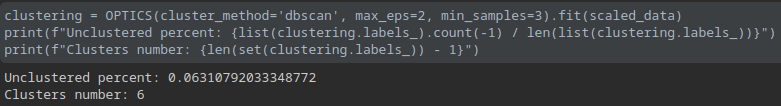 clustering = OPTICS(cluster_method='dbscan', max_eps=2, min_samples=3).fit(scaled_data)
print(f"Unclustered percent: {list(clustering.labels_).count(-1) / len(list(clustering.labels_))}")
print(f"Clusters number: {len(set(clustering.labels_)) - 1}")
Unclustered percent: 0.06310792033348772
Clusters number: 6